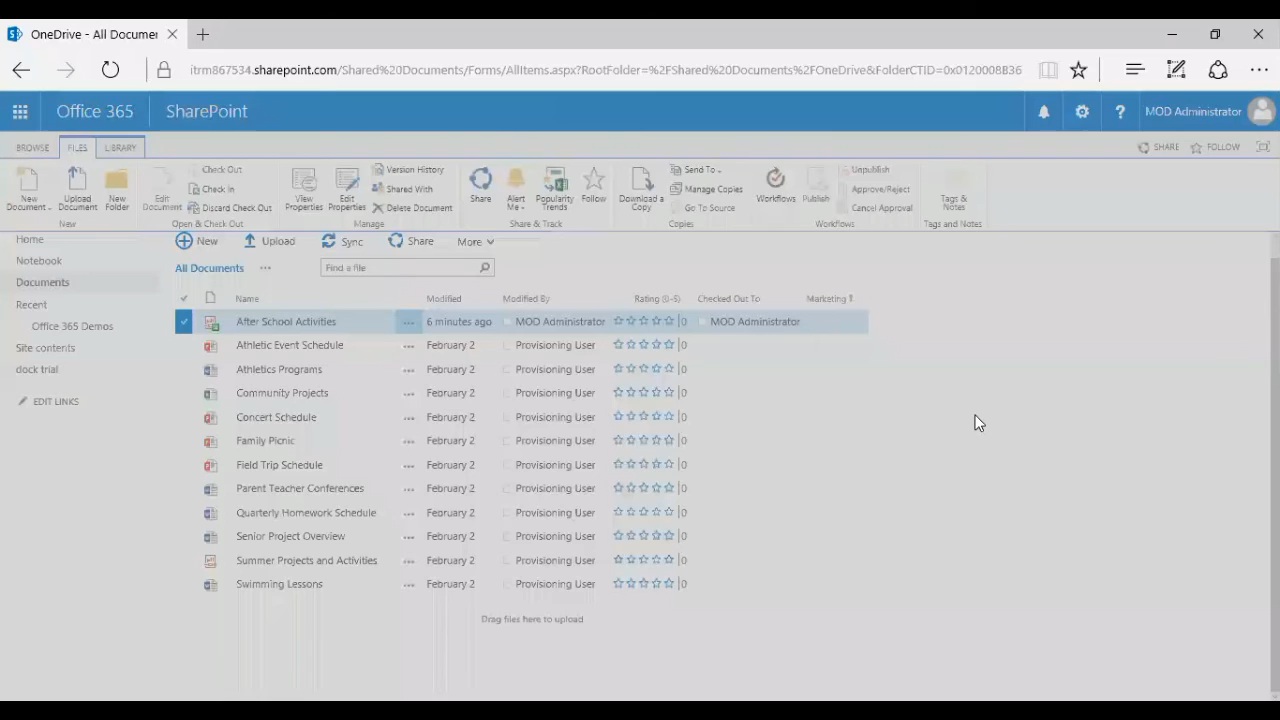 OneDrive - All Documer
itrm867534.sharepoint.com/Shared%20Documents/Forms/AllItems.aspx?RootFolder=%2FShared%20Documents%2FOneDrive&FolderCTID=0x0120008B36
Office 365 SharePoint ? MOD Administrator
BROWSE FILES LIBRARY SHARE FOLLOW
New Document Upload Document New Folder
New
Edit Document Check Out Check In Discard Check Out
Open & Check Out
View Properties Edit Properties Version History Shared With Delete Document
Manage
Share Alert Me Popularity Trends Follow
Share & Track
Download a Copy Send To Manage Copies Go To Source
Copies
Workflows Publish Unpublish Approve/Reject Cancel Approval
Workflows
Tags & Notes
Tags and Notes
Home
Notebook
Documents
Recent
Office 365 Demos
Site contents
dock trial
EDIT LINKS
New Upload Sync Share More
All Documents ... Find a file
Name Modified Modified By Rating (0-5) Checked Out To Marketing
After School Activities ... 6 minutes ago MOD Administrator 0 MOD Administrator
Athletic Event Schedule ... February 2 Provisioning User 0
Athletics Programs ... February 2 Provisioning User 0
Community Projects ... February 2 Provisioning User 0
Concert Schedule ... February 2 Provisioning User 0
Family Picnic ... February 2 Provisioning User 0
Field Trip Schedule ... February 2 Provisioning User 0
Parent Teacher Conferences ... February 2 Provisioning User 0
Quarterly Homework Schedule ... February 2 Provisioning User 0
Senior Project Overview ... February 2 Provisioning User 0
Summer Projects and Activities ... February 2 Provisioning User 0
Swimming Lessons ... February 2 Provisioning User 0
Drag files here to upload